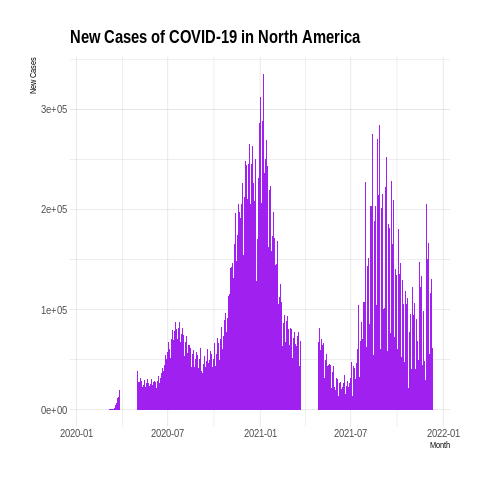 New Cases of COVID-19 in North America
New Cases
3e+05
2e+05
1e+05
0e+00
2020-01 2020-07 2021-01 2021-07 2022-01
Month